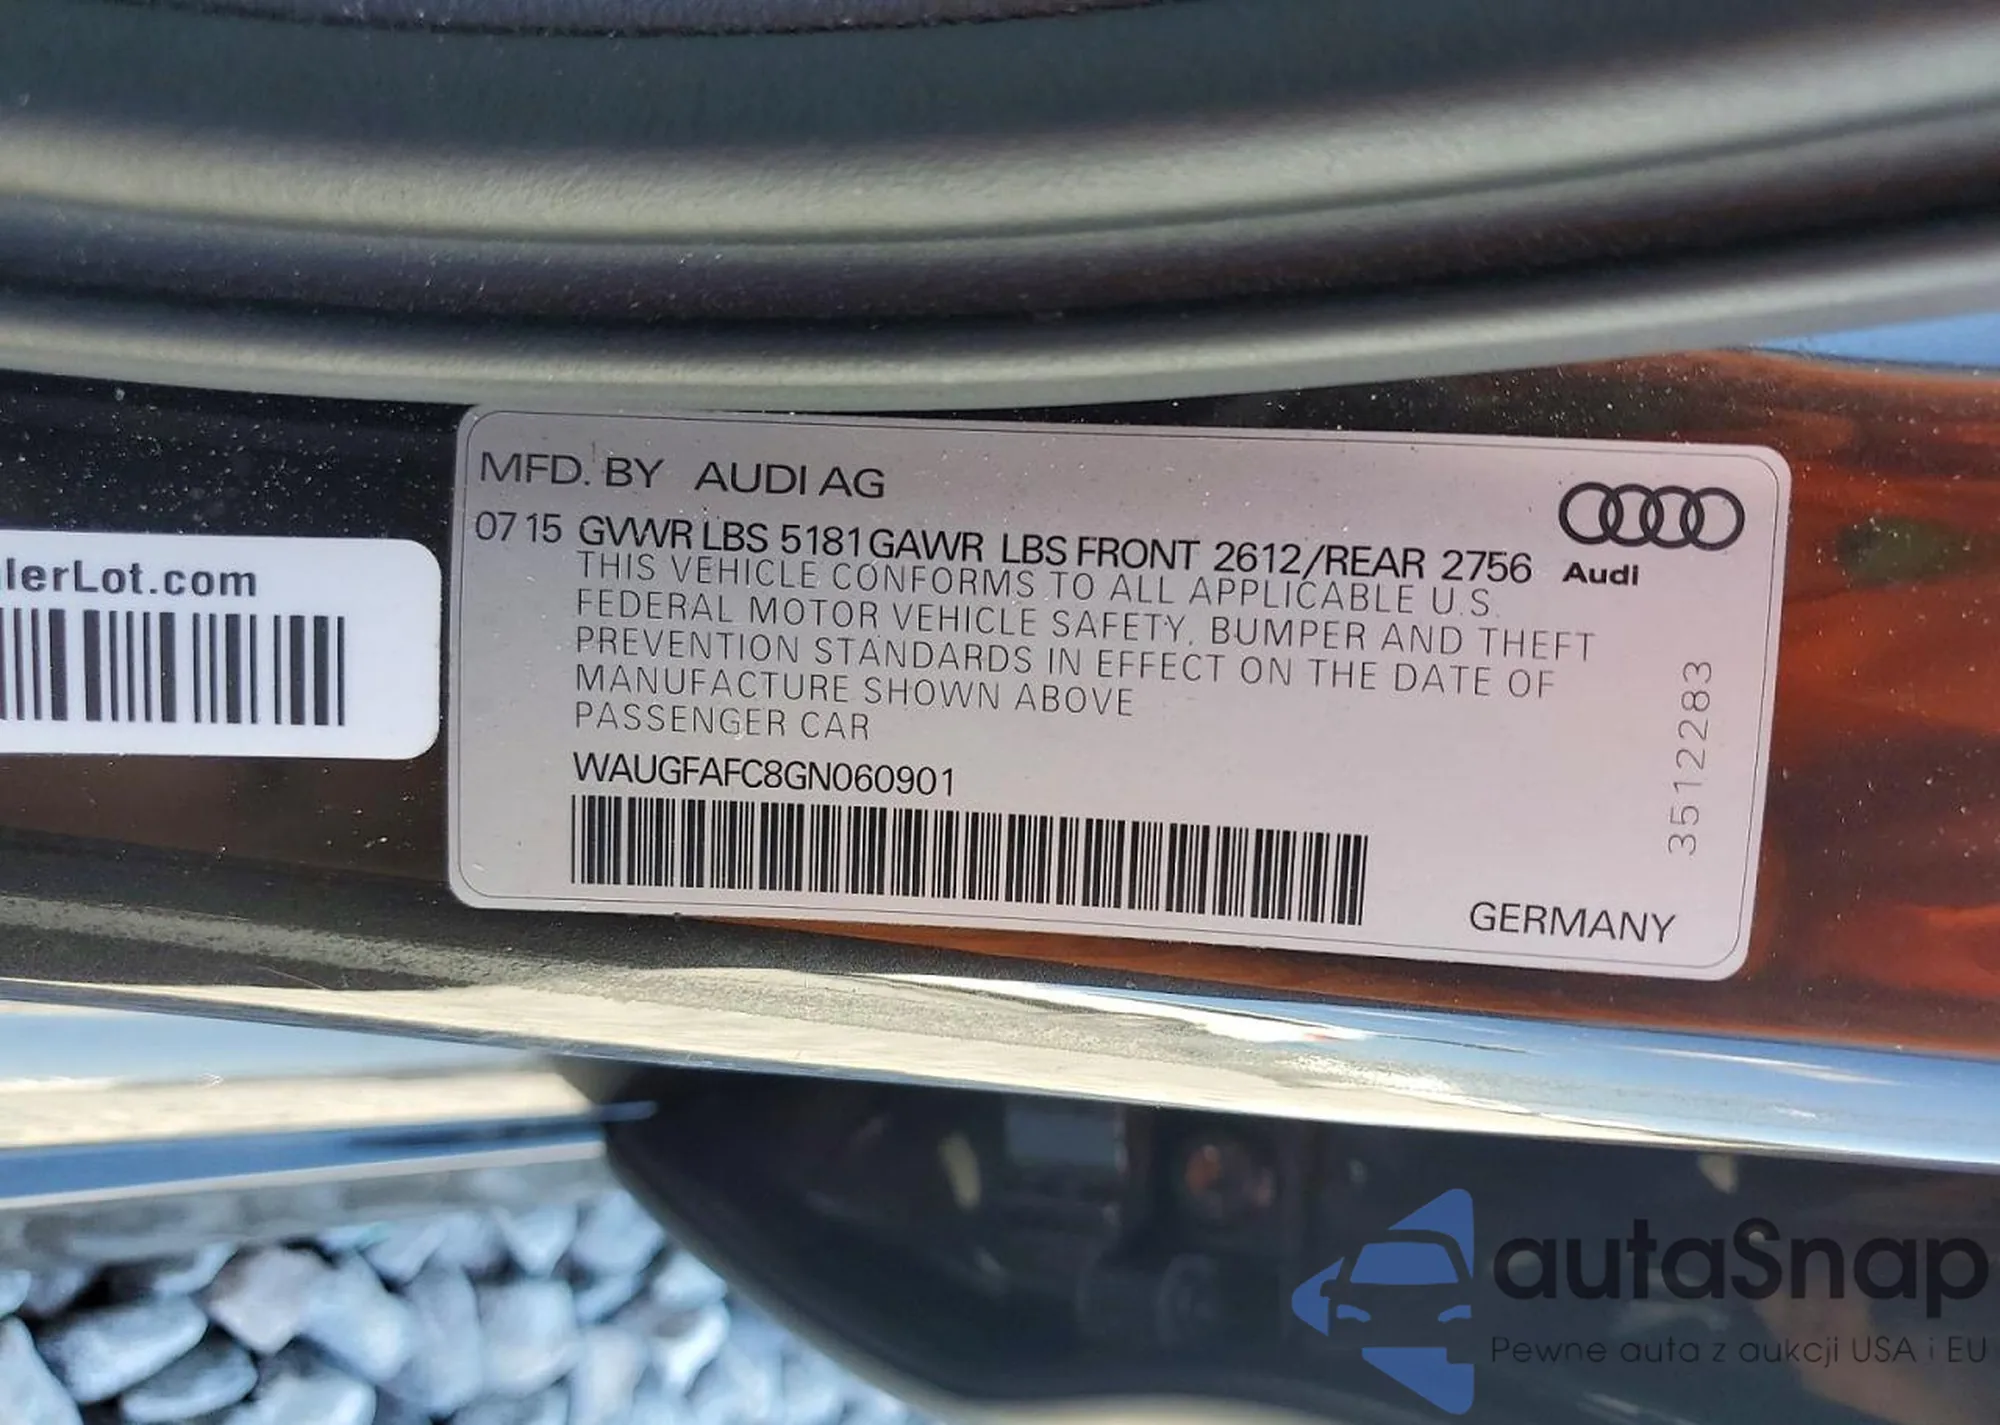 MFD. BY AUDI AG
07 15 GVWR LBS 5181 GAWR LBS FRONT 2612/REAR 2756
THIS VEHICLE CONFORMS TO ALL APPLICABLE U.S.
FEDERAL MOTOR VEHICLE SAFETY, BUMPER AND THEFT
PREVENTION STANDARDS IN EFFECT ON THE DATE OF
MANUFACTURE SHOWN ABOVE
PASSENGER CAR
WAUGFAFC8GN060901
Audi
3512283
GERMANY
lerLot.com
autaSnap
Pewne auta z aukcji USA i EU